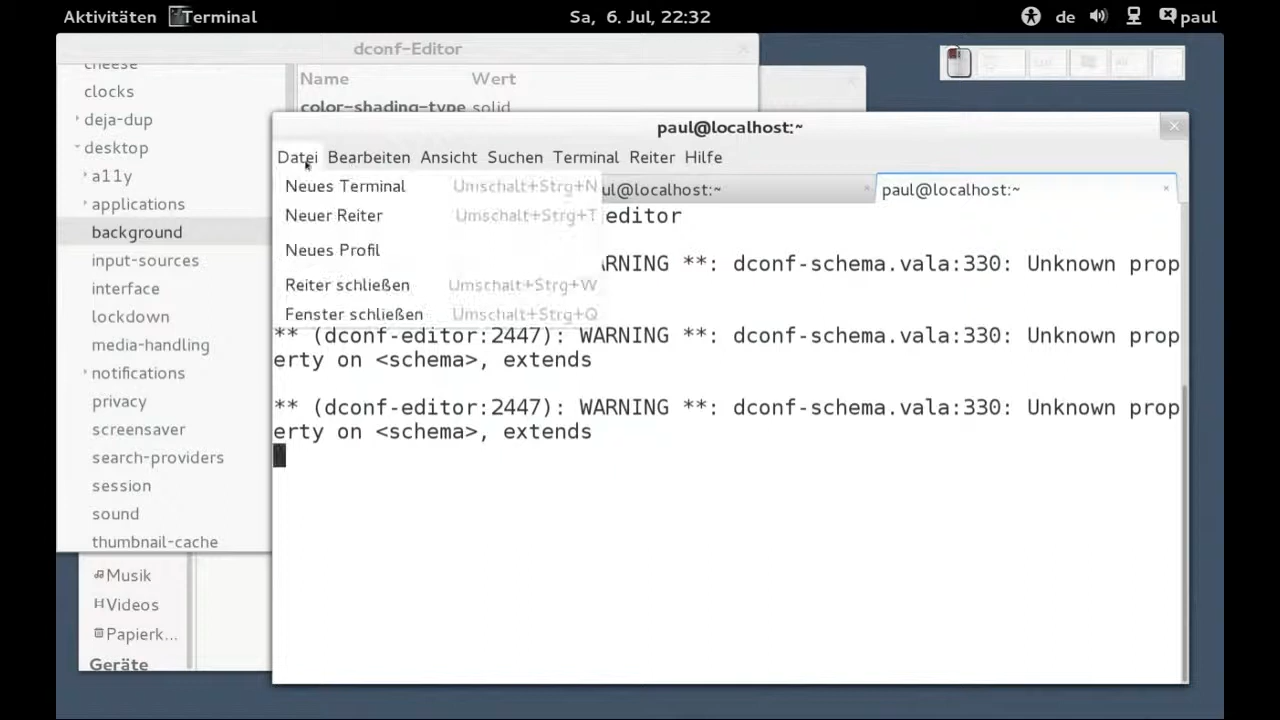 Aktivitäten Terminal Sa, 6. Jul, 22:32 de paul
dconf-Editor
cheese
clocks
deja-dup
desktop
a11y
applications
background
input-sources
interface
lockdown
media-handling
notifications
privacy
screensaver
search-providers
session
sound
thumbnail-cache
Name Wert
color-shading-type solid
paul@localhost:~
Datei Bearbeiten Ansicht Suchen Terminal Reiter Hilfe
Neues Terminal Umschalt+Strg+N
Neuer Reiter Umschalt+Strg+T
Neues Profil
Reiter schließen Umschalt+Strg+W
Fenster schließen Umschalt+Strg+Q
ul@localhost:~ paul@localhost:~
editor
ARNING **: dconf-schema.vala:330: Unknown prop
** (dconf-editor:2447): WARNING **: dconf-schema.vala:330: Unknown prop
erty on <schema>, extends
** (dconf-editor:2447): WARNING **: dconf-schema.vala:330: Unknown prop
erty on <schema>, extends
Musik
Videos
Papierk...
Geräte